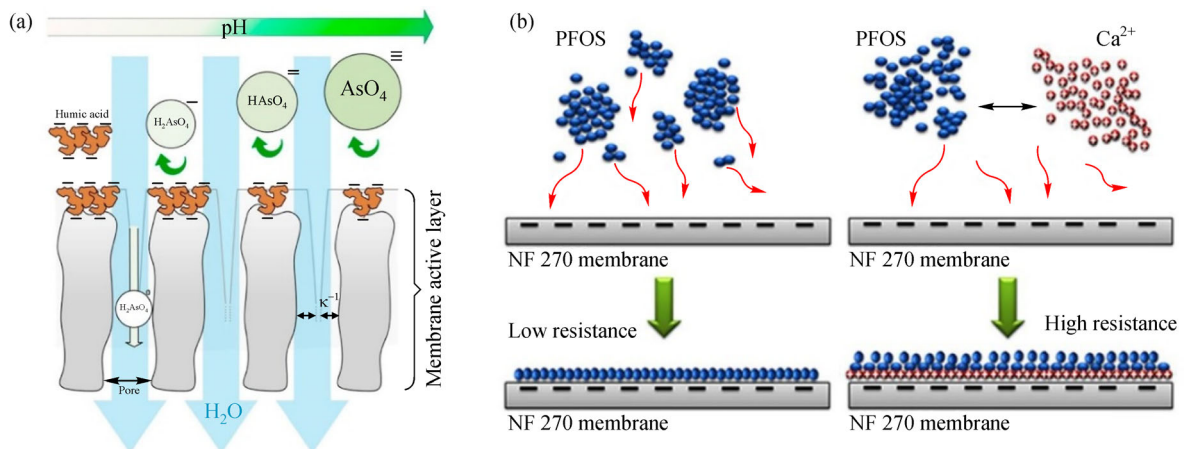 (a)
pH
Humic acid
H₂AsO₄⁻
HAsO₄⁼
AsO₄≡
H₂AsO₄
κ⁻¹
Pore
H₂O
Membrane active layer
(b)
PFOS
NF 270 membrane
Low resistance
NF 270 membrane
PFOS
Ca²⁺
NF 270 membrane
High resistance
NF 270 membrane